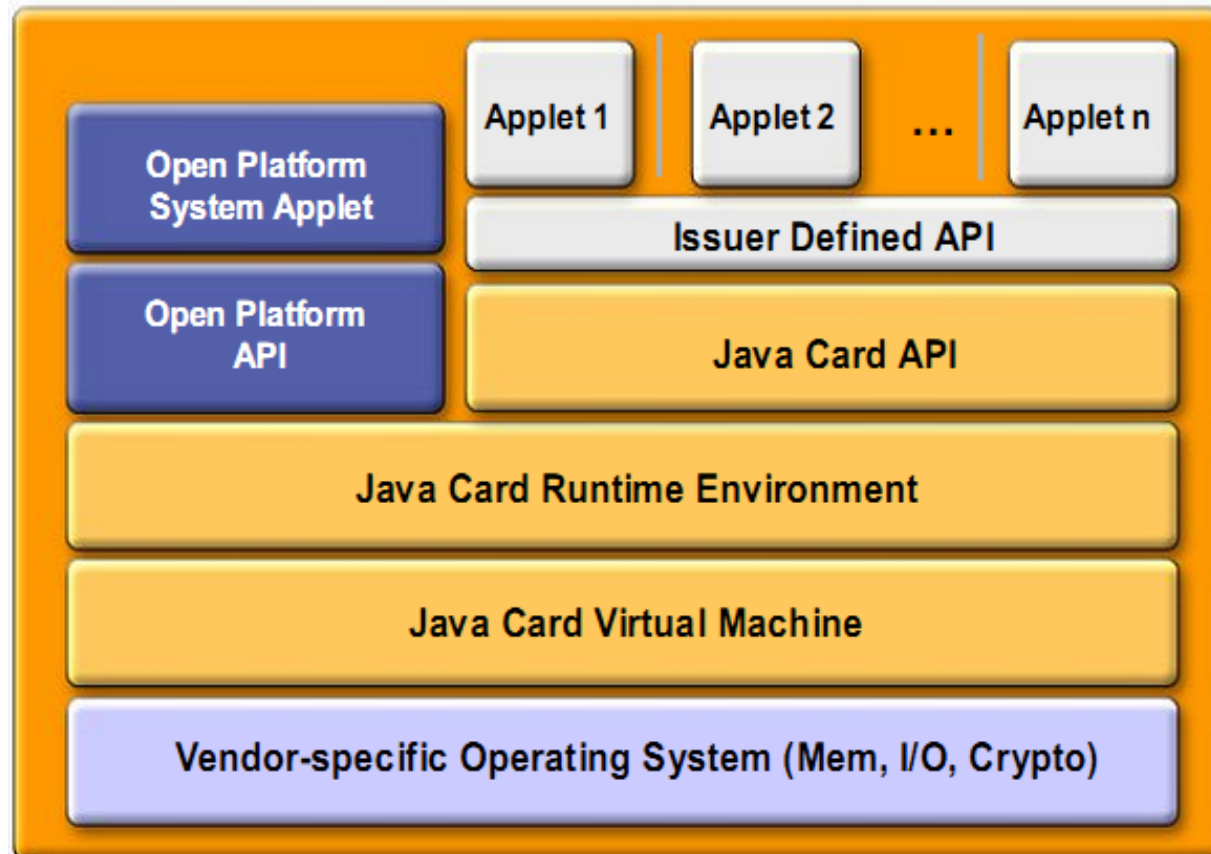 Applet 1
Applet 2
...
Applet n
Open Platform
System Applet
Issuer Defined API
Open Platform
API
Java Card API
Java Card Runtime Environment
Java Card Virtual Machine
Vendor-specific Operating System (Mem, I/O, Crypto)